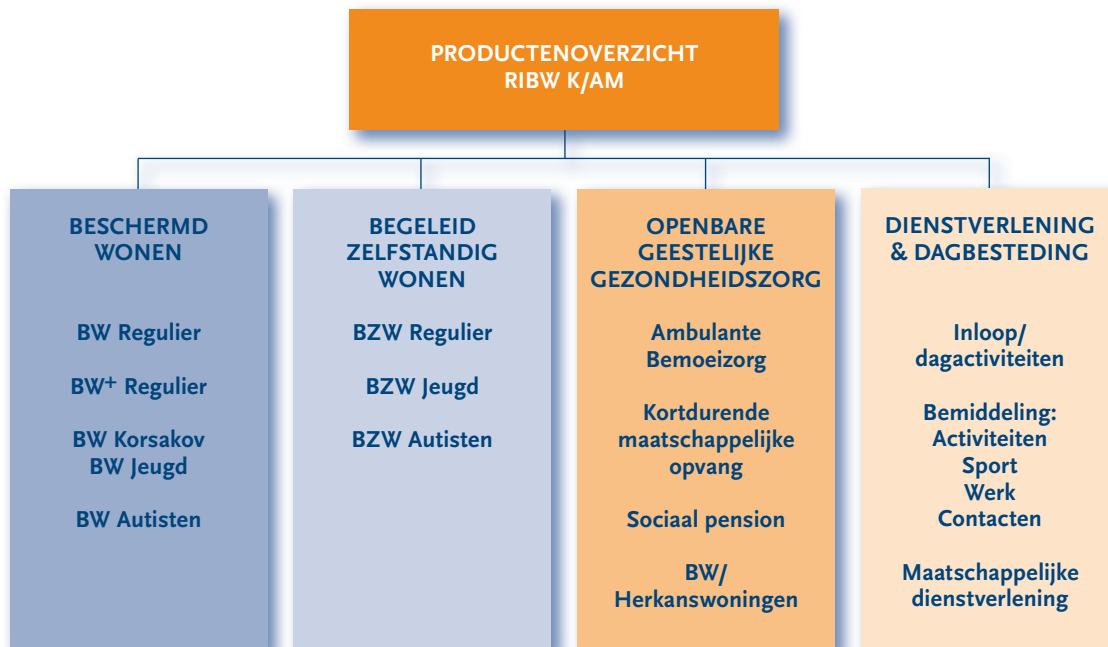 PRODUCTENOVERZICHT
RIBW K/AM
BESCHERMD
WONEN
BW Regulier
BW+ Regulier
BW Korsakov
BW Jeugd
BW Autisten
BEGELEID
ZELFSTANDIG
WONEN
BZW Regulier
BZW Jeugd
BZW Autisten
OPENBARE
GEESTELIJKE
GEZONDHEIDSZORG
Ambulante
Bemoeizorg
Kortdurende
maatschappelijke
opvang
Sociaal pension
BW/
Herkanswoningen
DIENSTVERLENING
& DAGBESTEDING
Inloop/
dagactiviteiten
Bemiddeling:
Activiteiten
Sport
Werk
Contacten
Maatschappelijke
dienstverlening